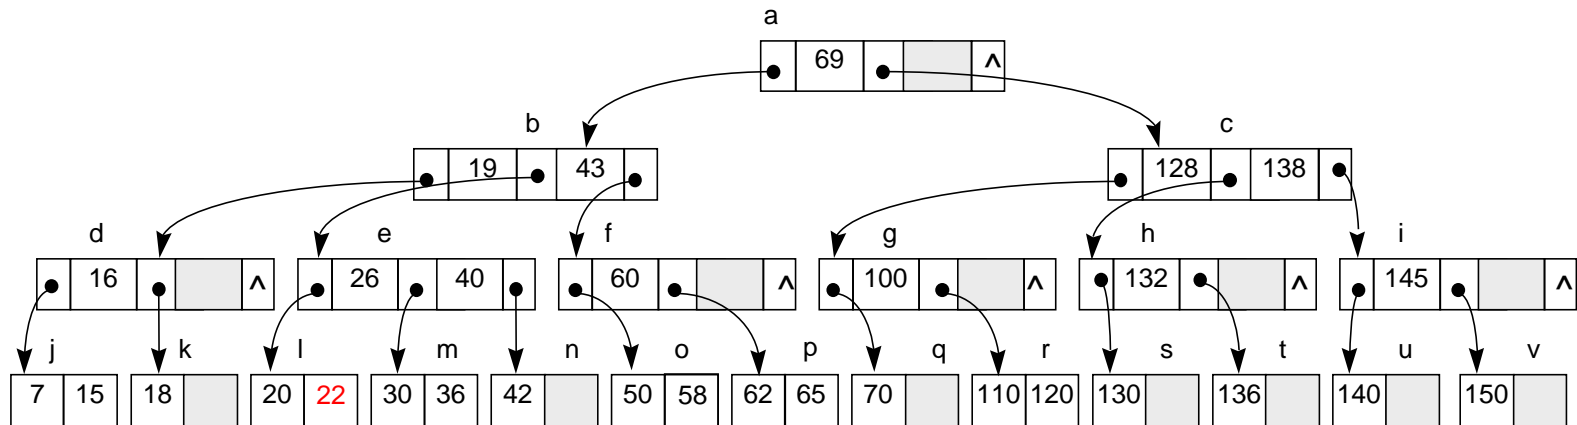 a
69 ^
b c
19 43 128 138
d e f g h i
16 ^ 26 40 60 ^ 100 ^ 132 ^ 145 ^
j k l m n o p q r s t u v
7 15 18 20 22 30 36 42 50 58 62 65 70 110 120 130 136 140 150